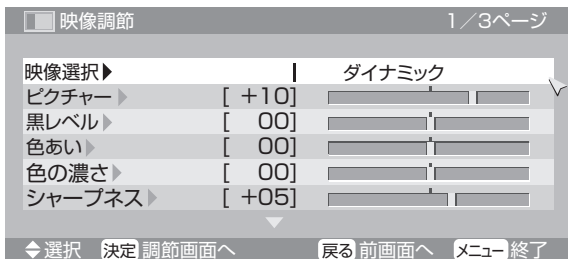 映像調節 1／3ページ
映像選択 ダイナミック
ピクチャー [ +10]
黒レベル [ 00]
色あい [ 00]
色の濃さ [ 00]
シャープネス [ +05]
選択 決定 調節画面へ 戻る 前画面へ メニュー 終了